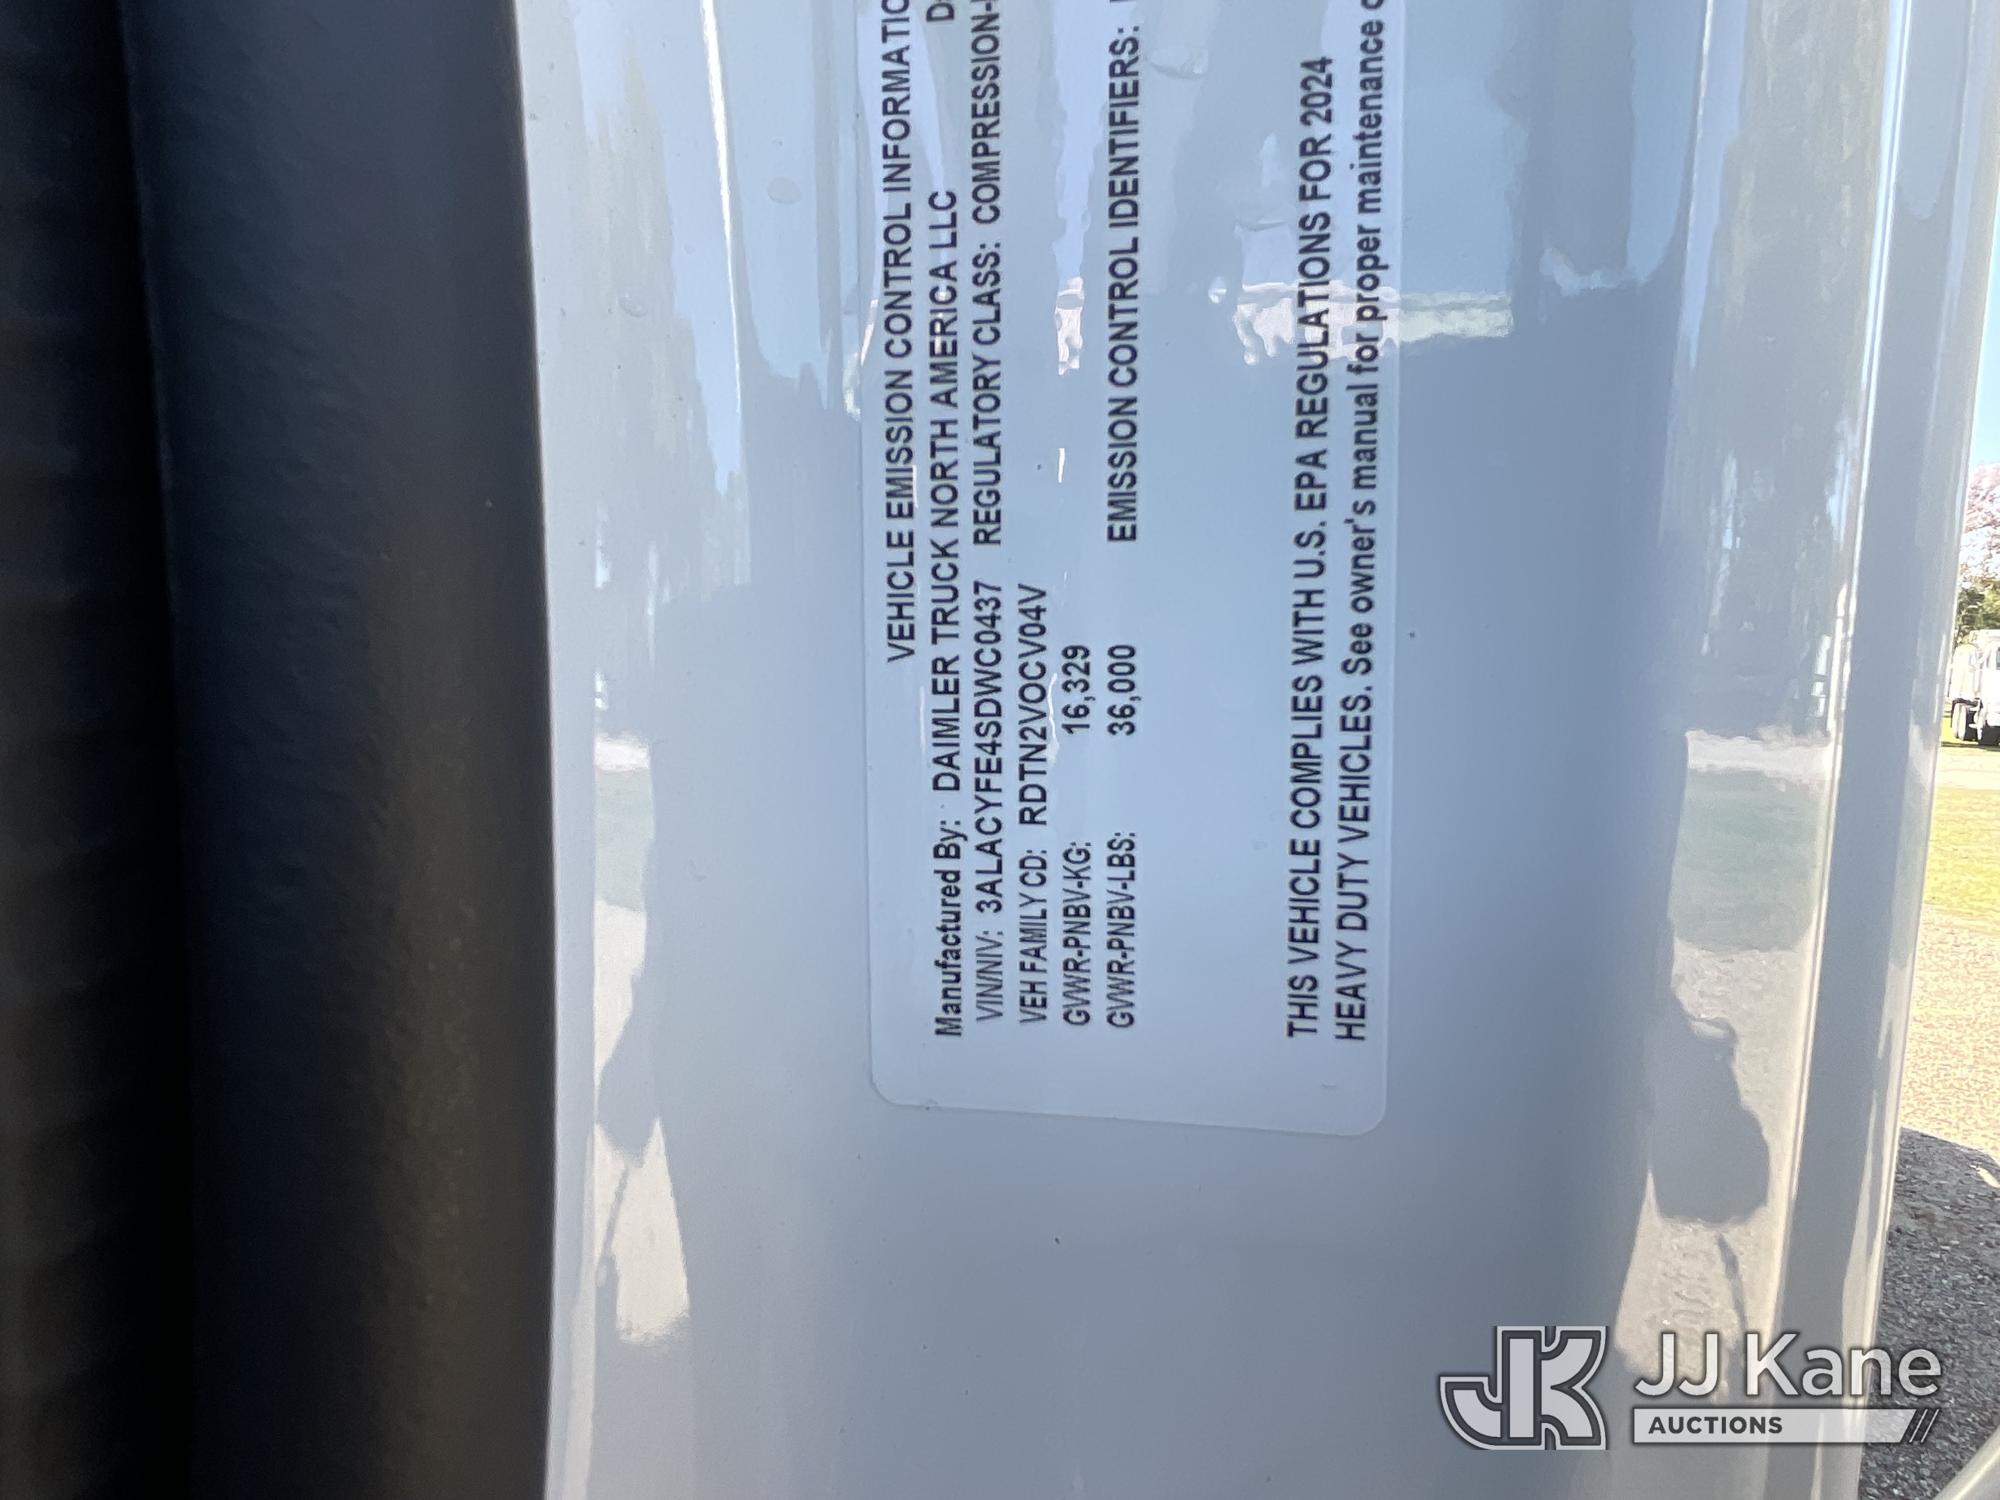 VEHICLE EMISSION CONTROL INFORMATIO
Manufactured By: DAIMLER TRUCK NORTH AMERICA LLC
VIN/NIV: 3ALACYFE4SDWC0437 REGULATORY CLASS: COMPRESSION-
VEH FAMILY CD: RDTN2VOCV04V
GVWR-PNBV-KG: 16,329
GVWR-PNBV-LBS: 36,000 EMISSION CONTROL IDENTIFIERS:
THIS VEHICLE COMPLIES WITH U.S. EPA REGULATIONS FOR 2024
HEAVY DUTY VEHICLES. See owner's manual for proper maintenance
JK JJ Kane
AUCTIONS